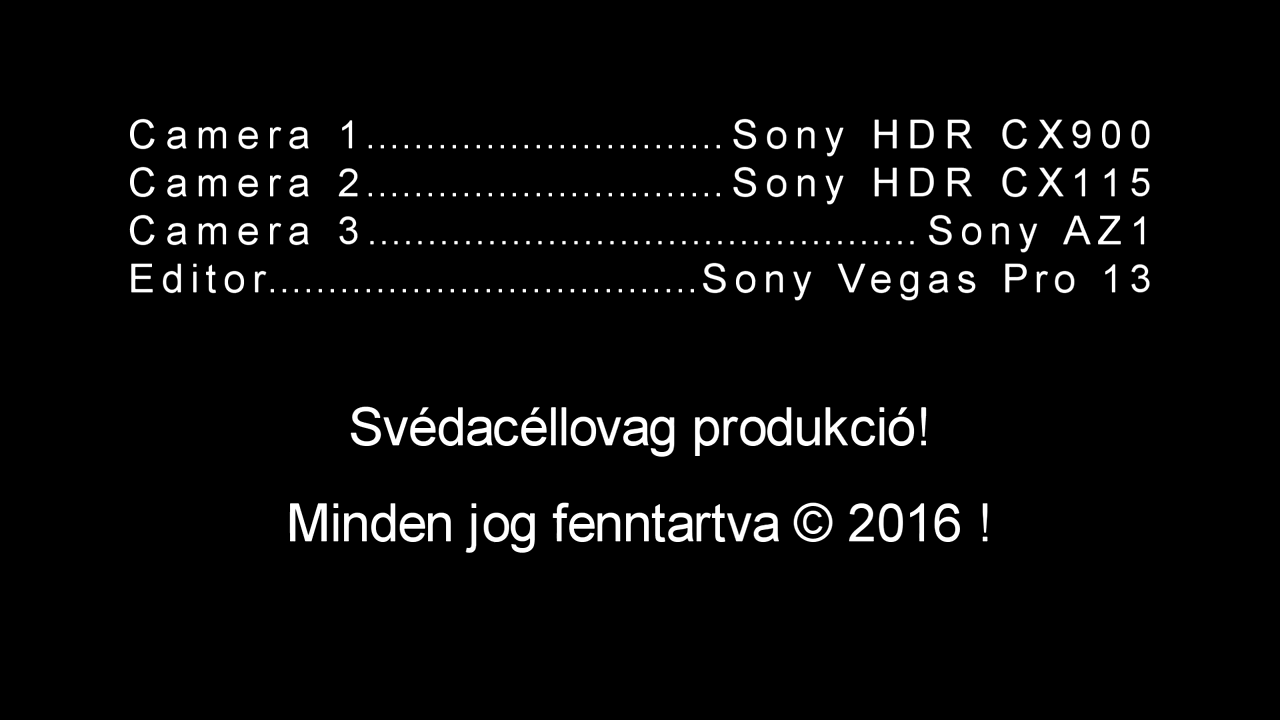 Camera 1..............................Sony HDR CX900
Camera 2..............................Sony HDR CX115
Camera 3..............................................Sony AZ1
Editor....................................Sony Vegas Pro 13
Svédacéllovag produkció!
Minden jog fenntartva © 2016 !